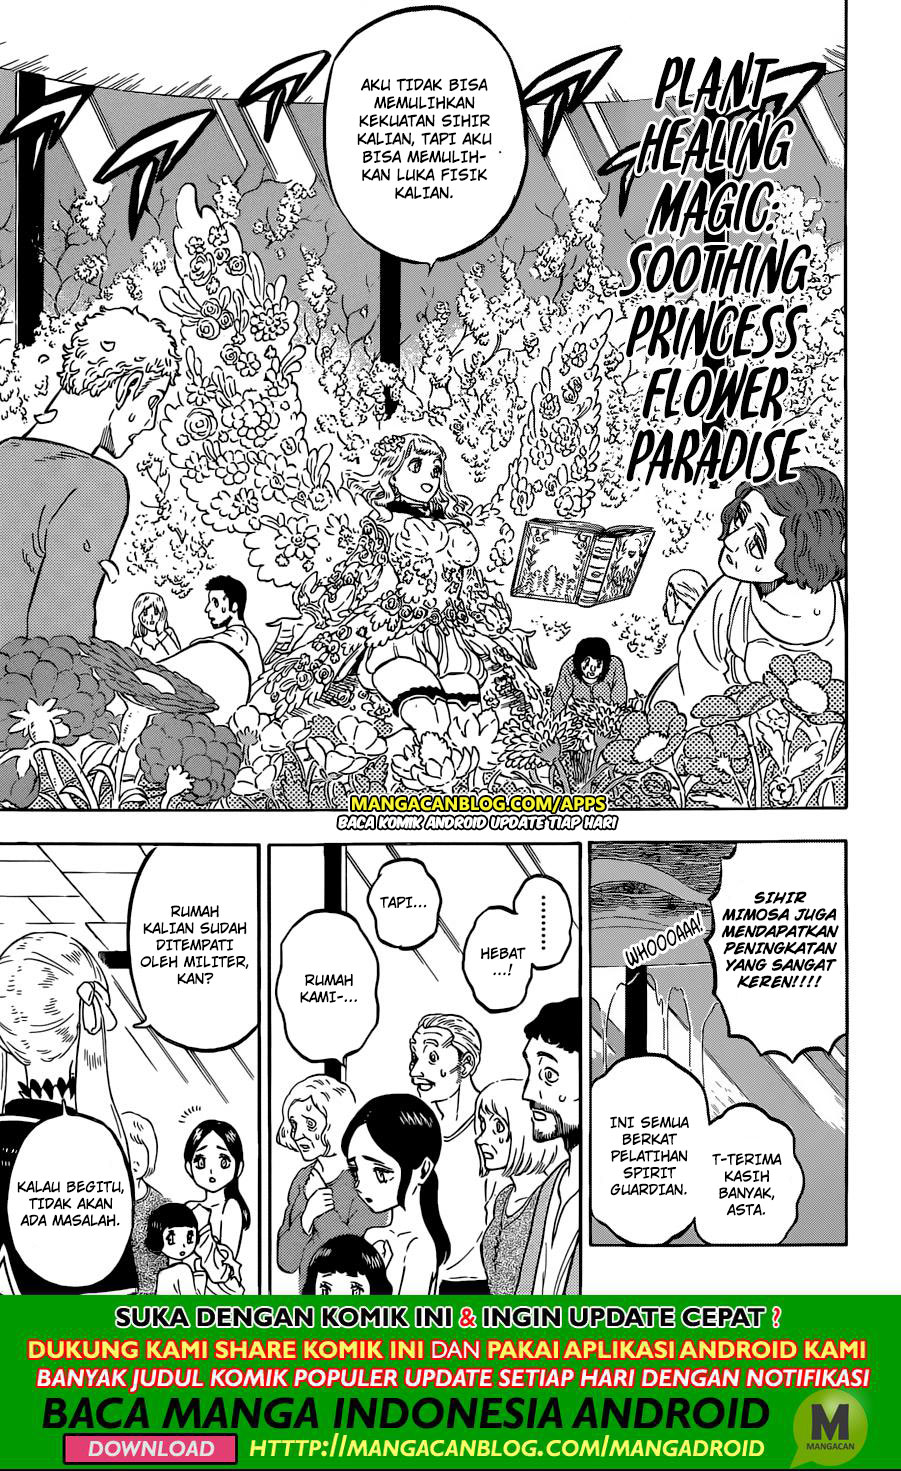 PLANT
HEALING
MAGIC:
SOOTHING
PRINCESS
FLOWER
PARADISE
AKU TIDAK BISA
MEMULIHKAN
KEKUATAN SIHIR
KALIAN, TAPI AKU
BISA MEMULIH-
KAN LUKA FISIK
KALIAN.
MANGACANBLOG.COM/APPS
BACA KOMIK ANDROID UPDATE TIAP HARI
SIHIR
MIMOSA JUGA
MENDAPATKAN
PENINGKATAN
YANG SANGAT
KEREN!!!!
WHOOOAAA!
T-TERIMA
KASIH
BANYAK,
ASTA.
INI SEMUA
BERKAT
PELATIHAN
SPIRIT
GUARDIAN.
.........
HEBAT
...!
TAPI...
RUMAH
KAMI-...
RUMAH
KALIAN SUDAH
DITEMPATI
OLEH MILITER,
KAN?
KALAU BEGITU,
TIDAK AKAN
ADA MASALAH.
SUKA DENGAN KOMIK INI & INGIN UPDATE CEPAT ?
DUKUNG KAMI SHARE KOMIK INI DAN PAKAI APLIKASI ANDROID KAMI
BANYAK JUDUL KOMIK POPULER UPDATE SETIAP HARI DENGAN NOTIFIKASI
BACA MANGA INDONESIA ANDROID
DOWNLOAD HTTTP://MANGACANBLOG.COM/MANGADROID
M
MANGACAN